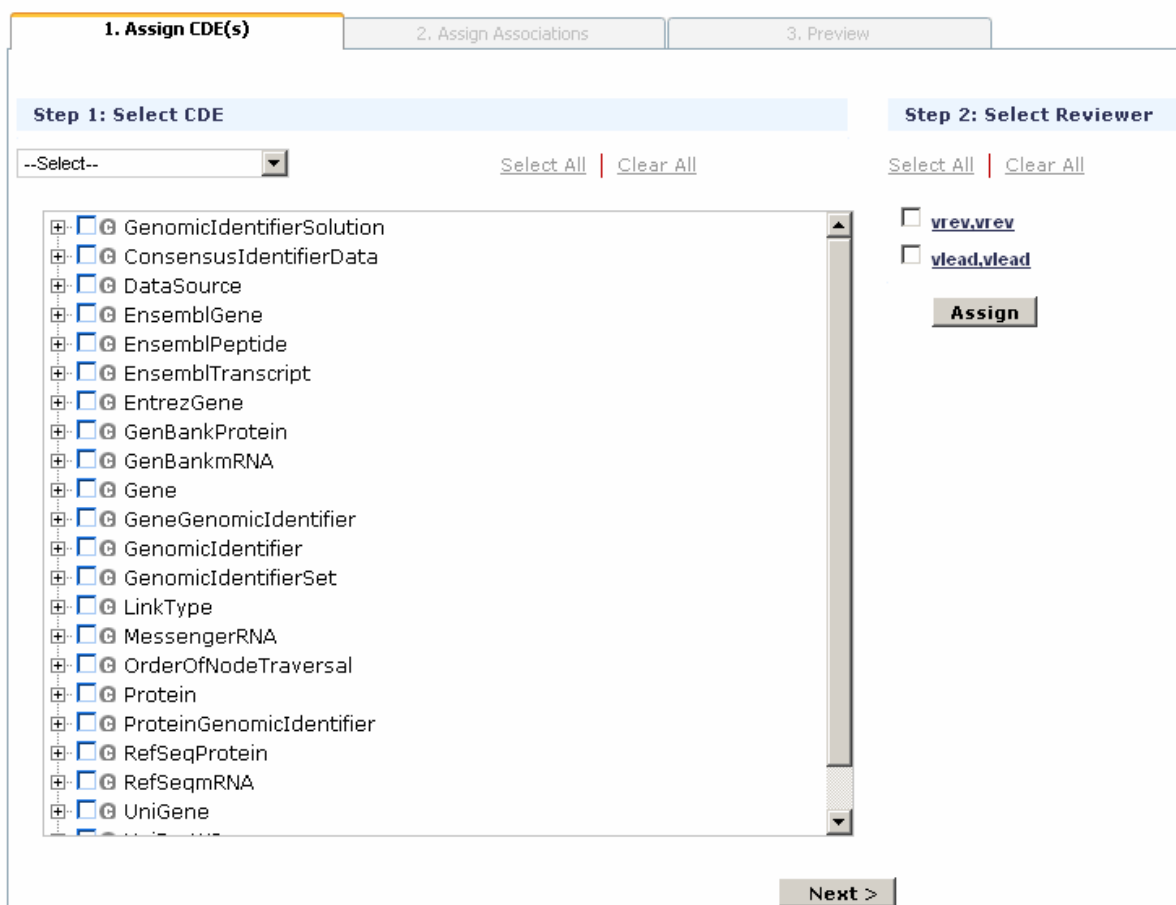 1. Assign CDE(s)
2. Assign Associations
3. Preview
Step 1: Select CDE
--Select--
Select All | Clear All
GenomicIdentifierSolution
ConsensusIdentifierData
DataSource
EnsemblGene
EnsemblPeptide
EnsemblTranscript
EntrezGene
GenBankProtein
GenBankmRNA
Gene
GeneGenomicIdentifier
GenomicIdentifier
GenomicIdentifierSet
LinkType
MessengerRNA
OrderOfNodeTraversal
Protein
ProteinGenomicIdentifier
RefSeqProtein
RefSeqmRNA
UniGene
Step 2: Select Reviewer
Select All | Clear All
vrev,vrev
vlead,vlead
Assign
Next >